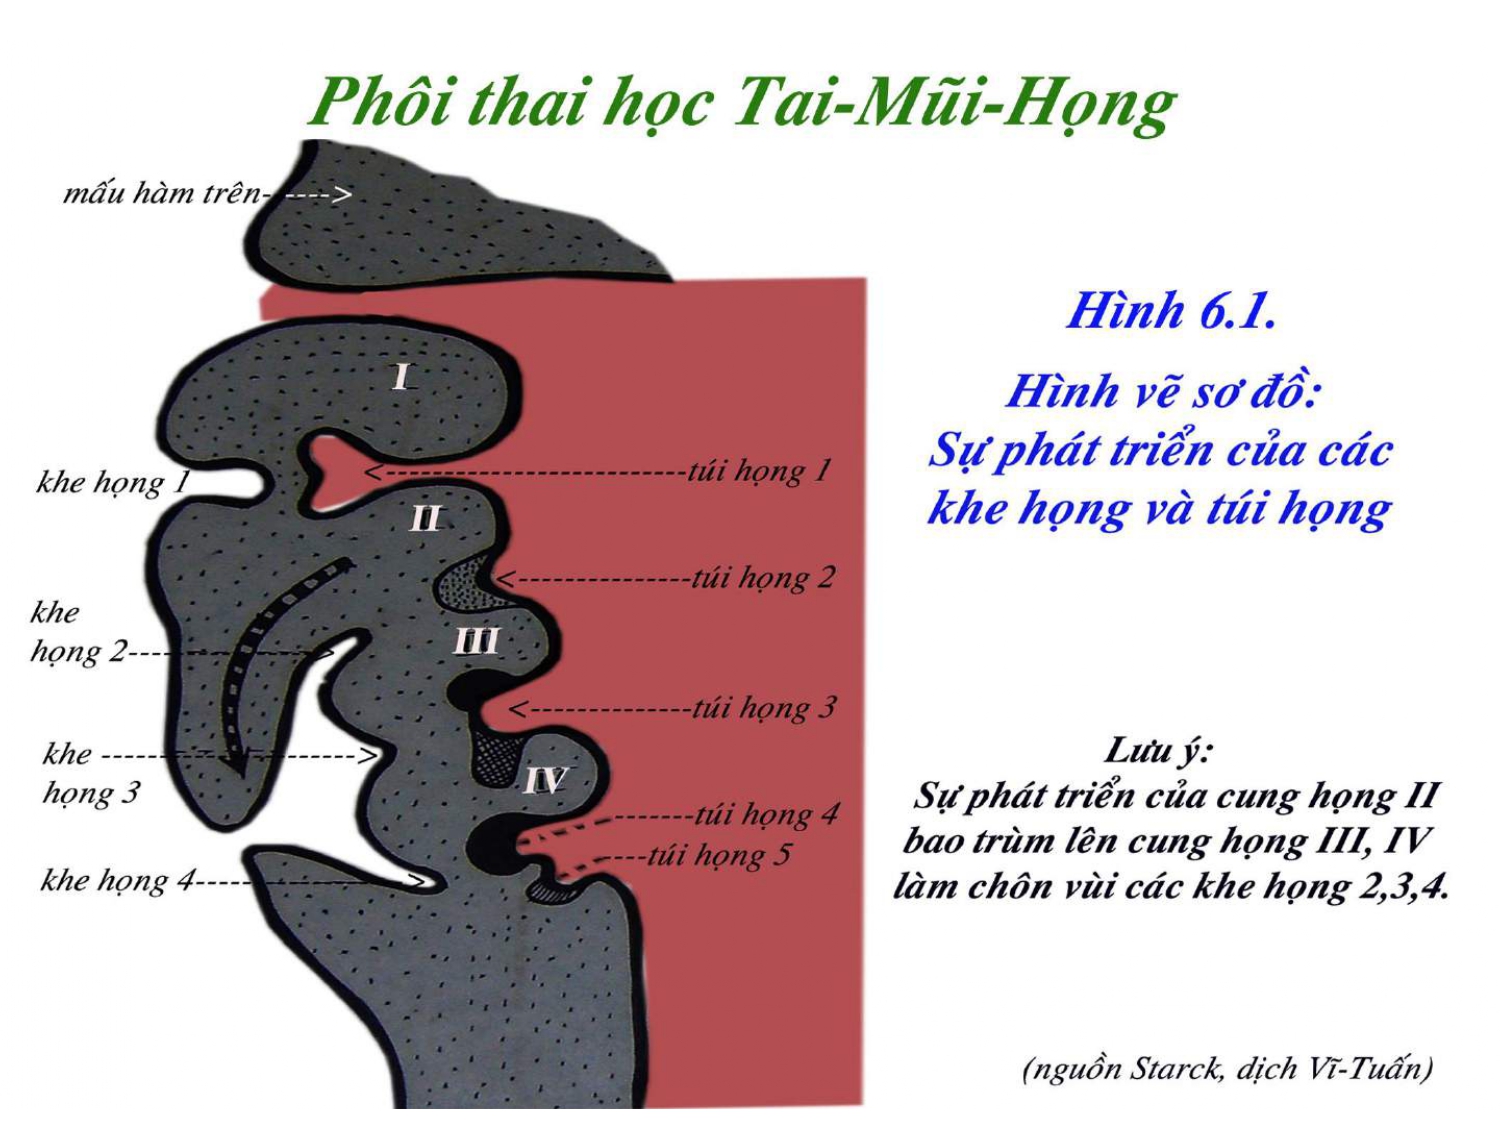 Phôi thai học Tai-Mũi-Họng
mấu hàm trên------>
I
khe họng 1
<--------------------------túi họng 1
II
<---------------túi họng 2
khe
họng 2------------------->
III
<--------------túi họng 3
khe ----------------------->
họng 3
IV
-------túi họng 4
----túi họng 5
khe họng 4-------------------->
Hình 6.1.
Hình vẽ sơ đồ:
Sự phát triển của các
khe họng và túi họng
Lưu ý:
Sự phát triển của cung họng II
bao trùm lên cung họng III, IV
làm chôn vùi các khe họng 2,3,4.
(nguồn Starck, dịch Vĩ-Tuấn)